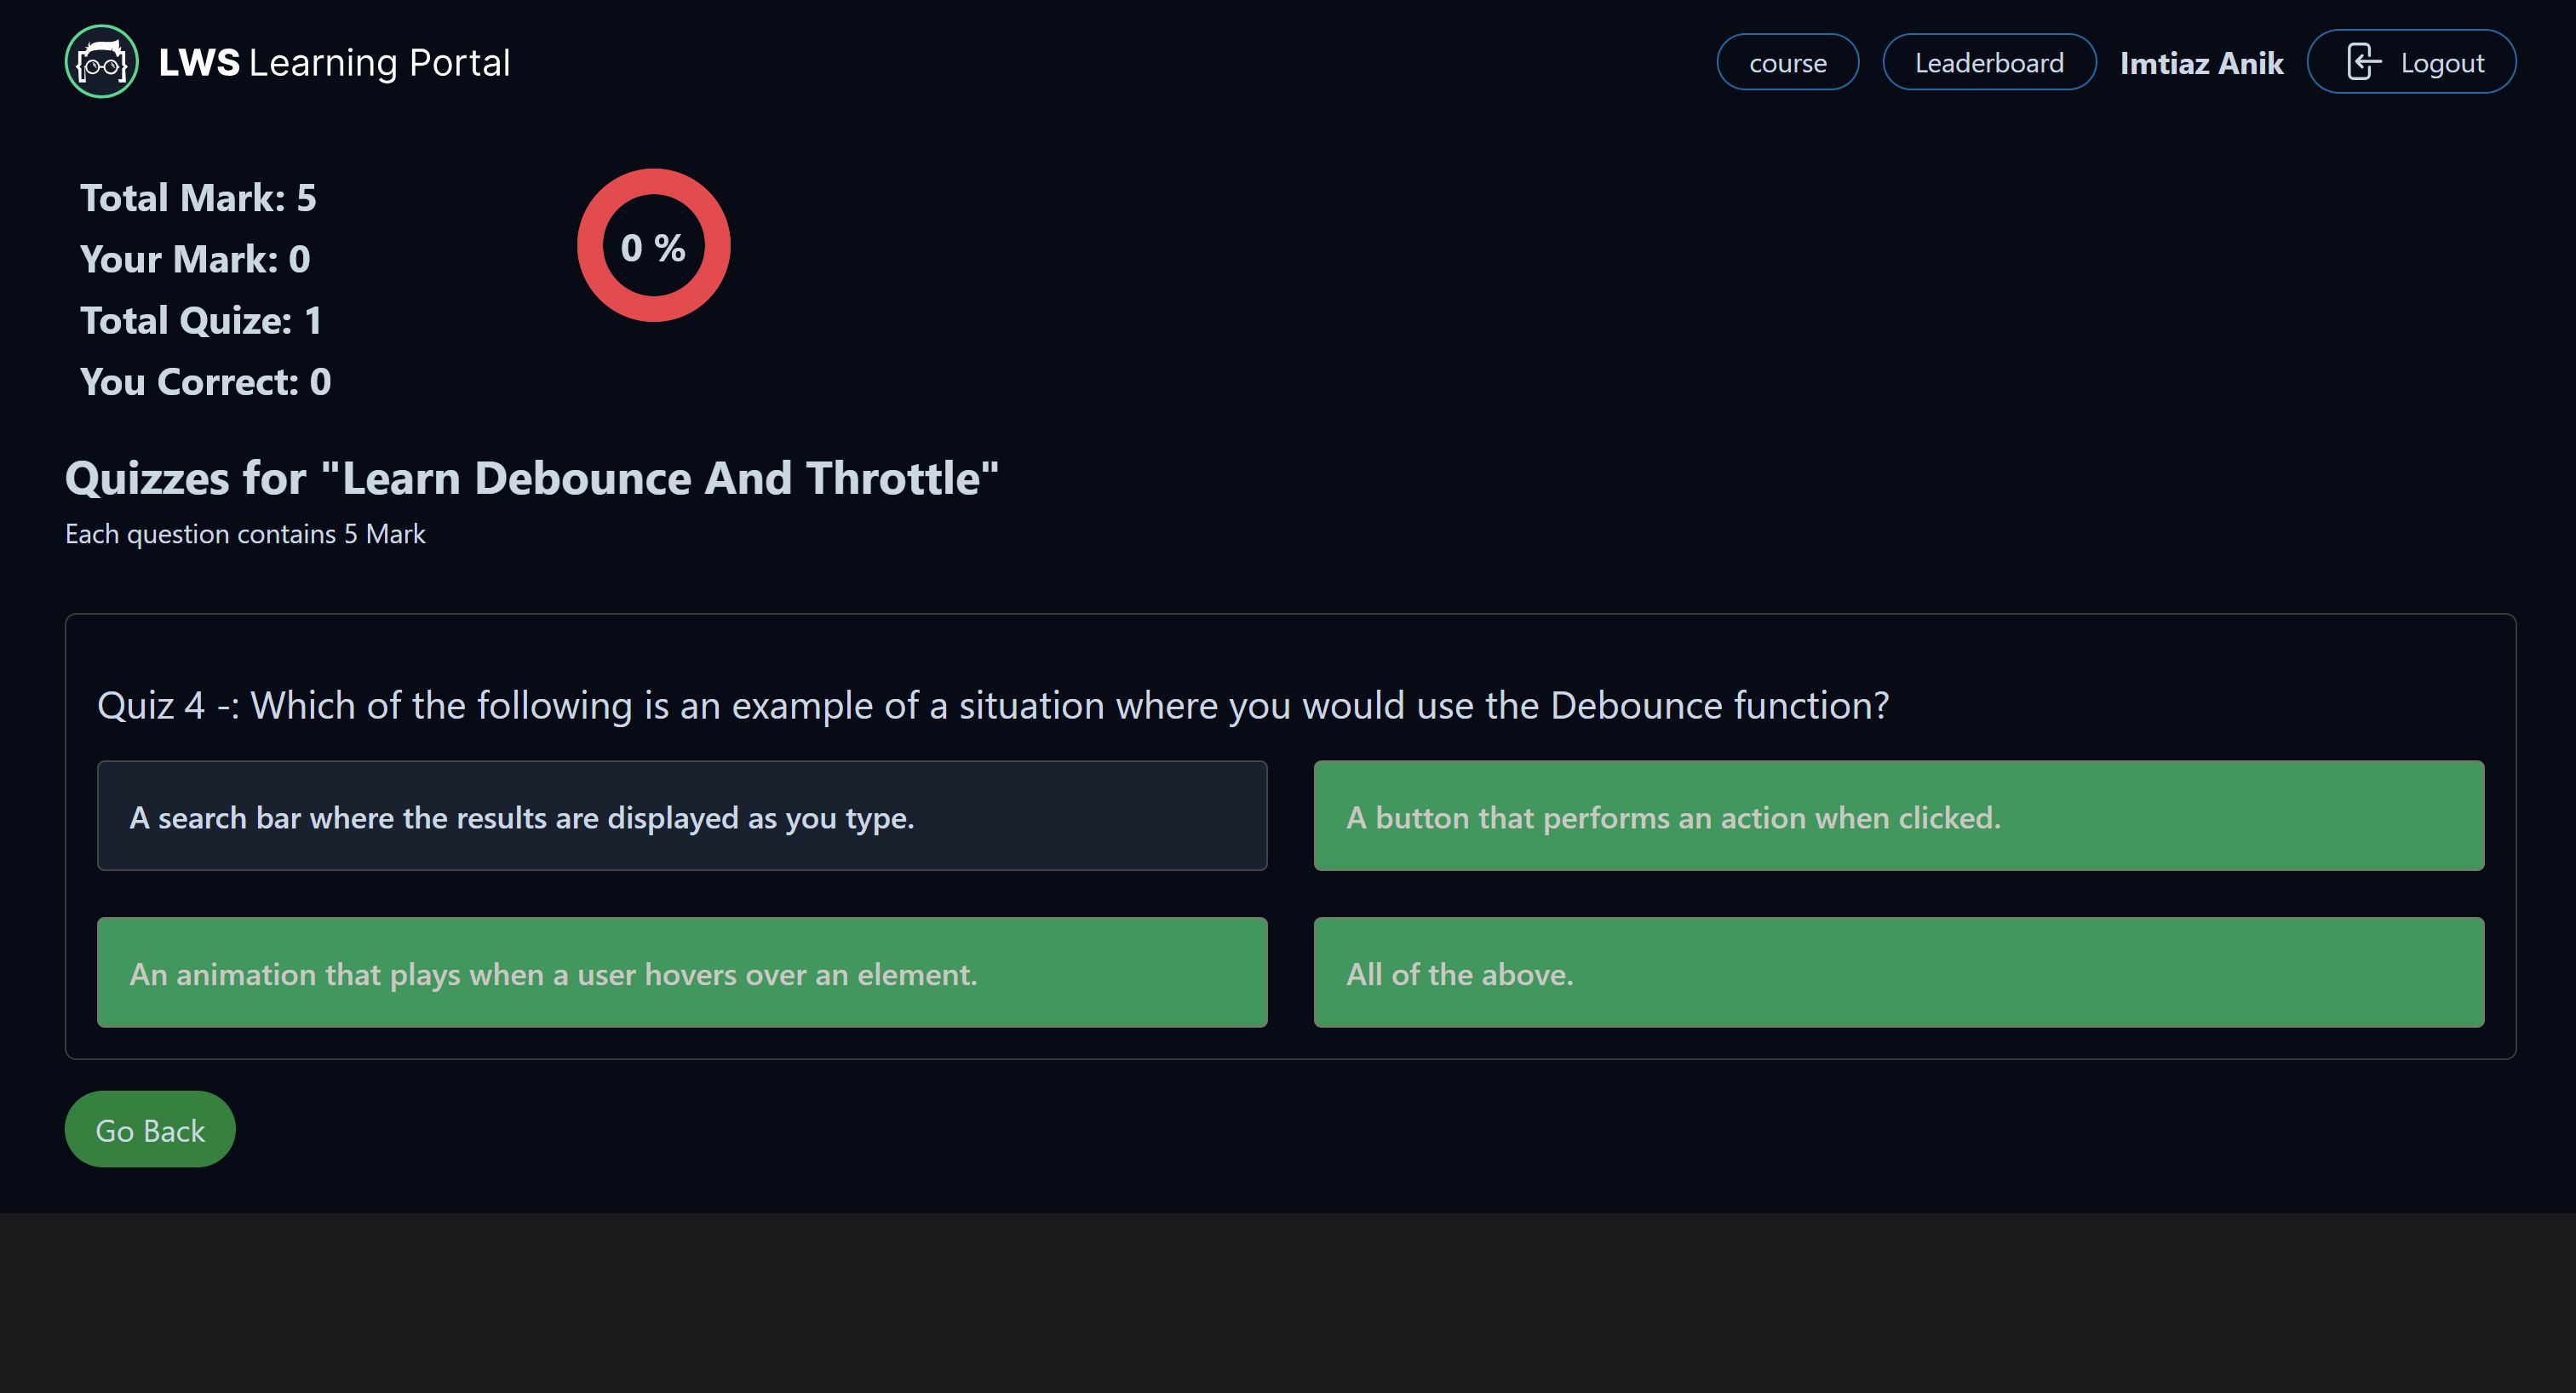 LWS Learning Portal
course
Leaderboard
Imtiaz Anik
Logout
Total Mark: 5
Your Mark: 0
Total Quize: 1
You Correct: 0
0 %
Quizzes for "Learn Debounce And Throttle"
Each question contains 5 Mark
Quiz 4 -: Which of the following is an example of a situation where you would use the Debounce function?
A search bar where the results are displayed as you type.
A button that performs an action when clicked.
An animation that plays when a user hovers over an element.
All of the above.
Go Back